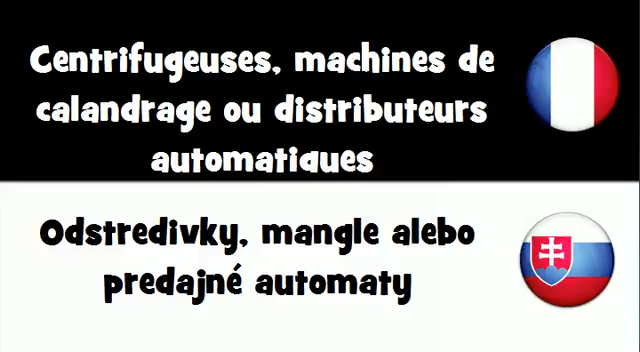 Centrifugeuses, machines de
calandrage ou distributeurs
automatiques
Odstredivky, mangle alebo
predajné automaty